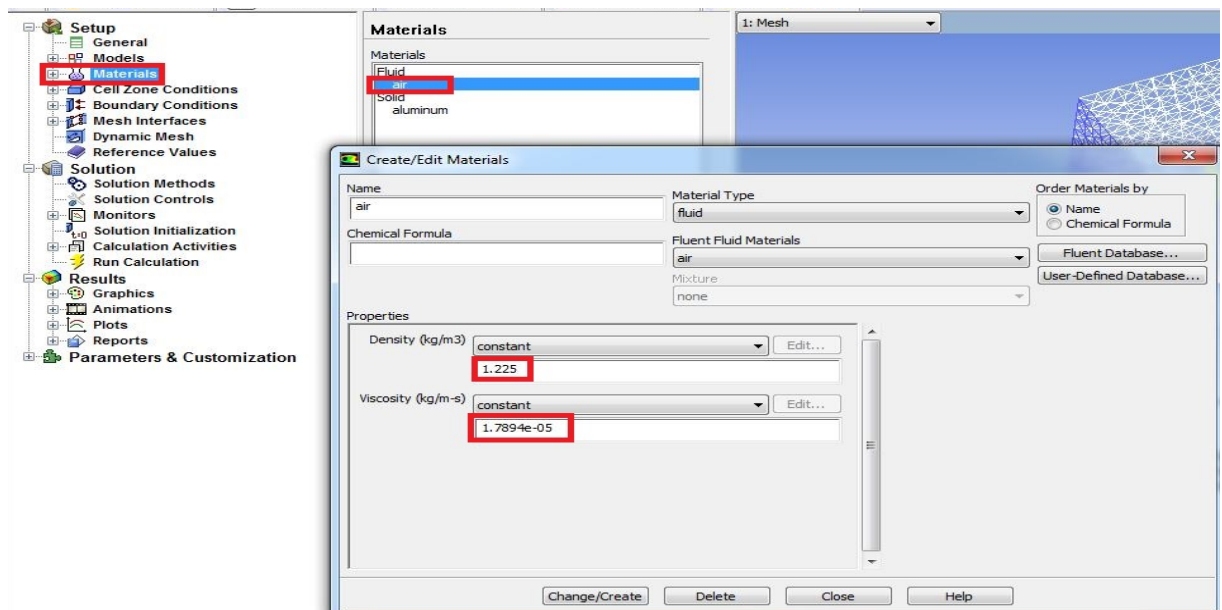 Setup
General
Models
Materials
Cell Zone Conditions
Boundary Conditions
Mesh Interfaces
Dynamic Mesh
Reference Values
Solution
Solution Methods
Solution Controls
Monitors
Solution Initialization
Calculation Activities
Run Calculation
Results
Graphics
Animations
Plots
Reports
Parameters & Customization
Materials
Materials
Fluid
air
Solid
aluminum
1: Mesh
Create/Edit Materials
Name
air
Chemical Formula
Material Type
fluid
Fluent Fluid Materials
air
Mixture
none
Order Materials by
Name
Chemical Formula
Fluent Database...
User-Defined Database...
Properties
Density (kg/m3) constant Edit...
1.225
Viscosity (kg/m-s) constant Edit...
1.7894e-05
Change/Create Delete Close Help